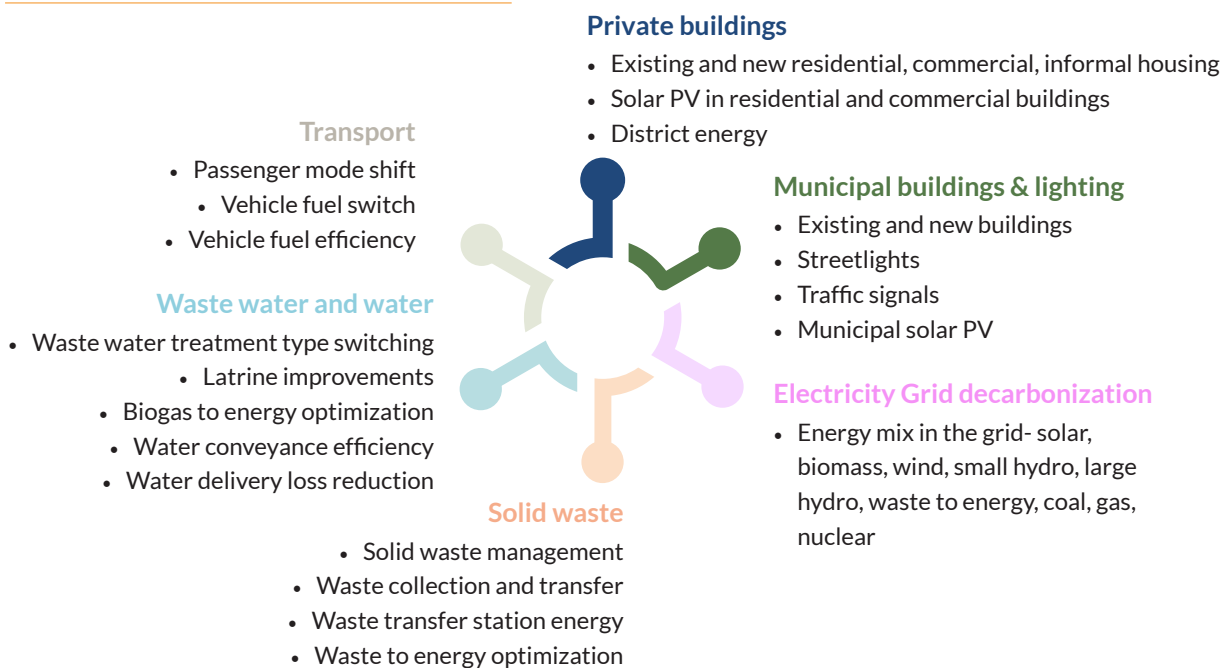 Private buildings
• Existing and new residential, commercial, informal housing
• Solar PV in residential and commercial buildings
• District energy
Transport
• Passenger mode shift
• Vehicle fuel switch
• Vehicle fuel efficiency
Municipal buildings & lighting
• Existing and new buildings
• Streetlights
• Traffic signals
• Municipal solar PV
Waste water and water
• Waste water treatment type switching
• Latrine improvements
• Biogas to energy optimization
• Water conveyance efficiency
• Water delivery loss reduction
Electricity Grid decarbonization
• Energy mix in the grid- solar,
biomass, wind, small hydro, large
hydro, waste to energy, coal, gas,
nuclear
Solid waste
• Solid waste management
• Waste collection and transfer
• Waste transfer station energy
• Waste to energy optimization